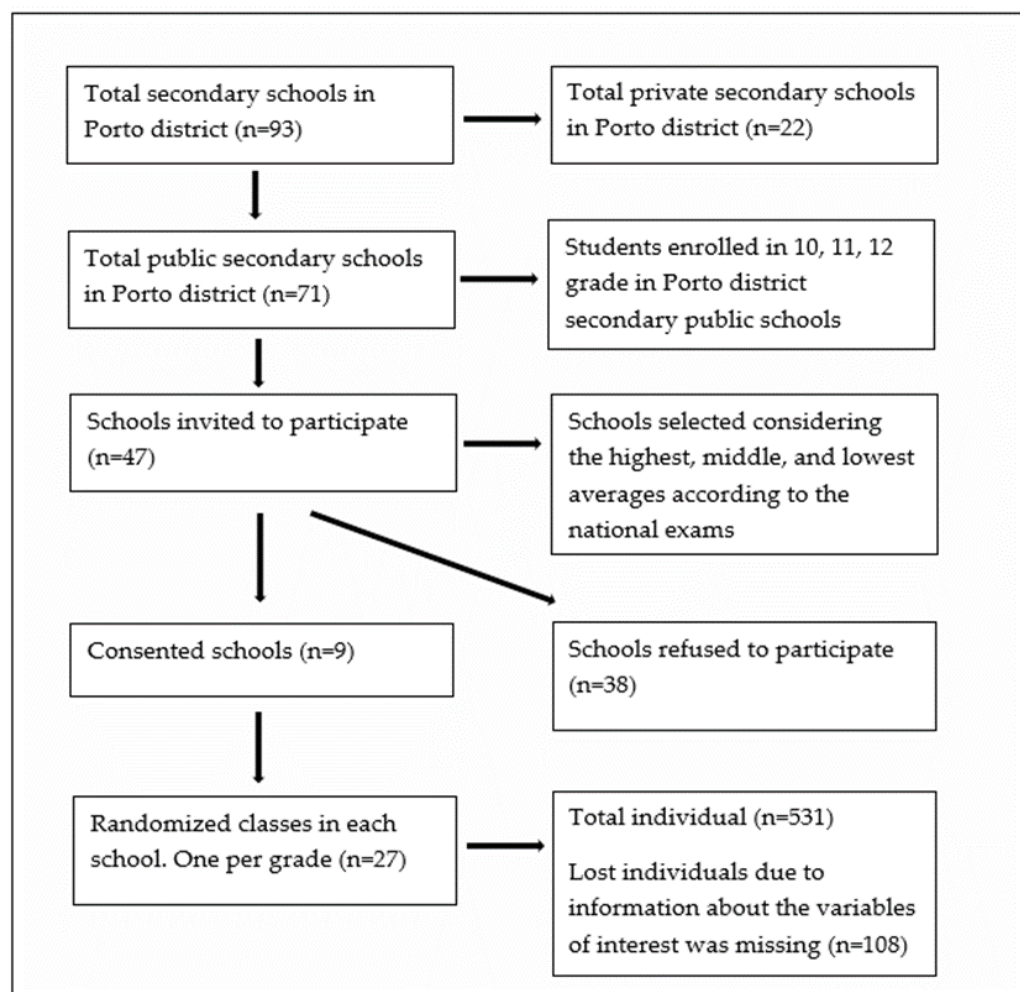 Total secondary schools in
Porto district (n=93)
Total private secondary schools
in Porto district (n=22)
Total public secondary schools
in Porto district (n=71)
Students enrolled in 10, 11, 12
grade in Porto district
secondary public schools
Schools invited to participate
(n=47)
Schools selected considering
the highest, middle, and lowest
averages according to the
national exams
Consented schools (n=9)
Schools refused to participate
(n=38)
Randomized classes in each
school. One per grade (n=27)
Total individual (n=531)
Lost individuals due to
information about the variables
of interest was missing (n=108)